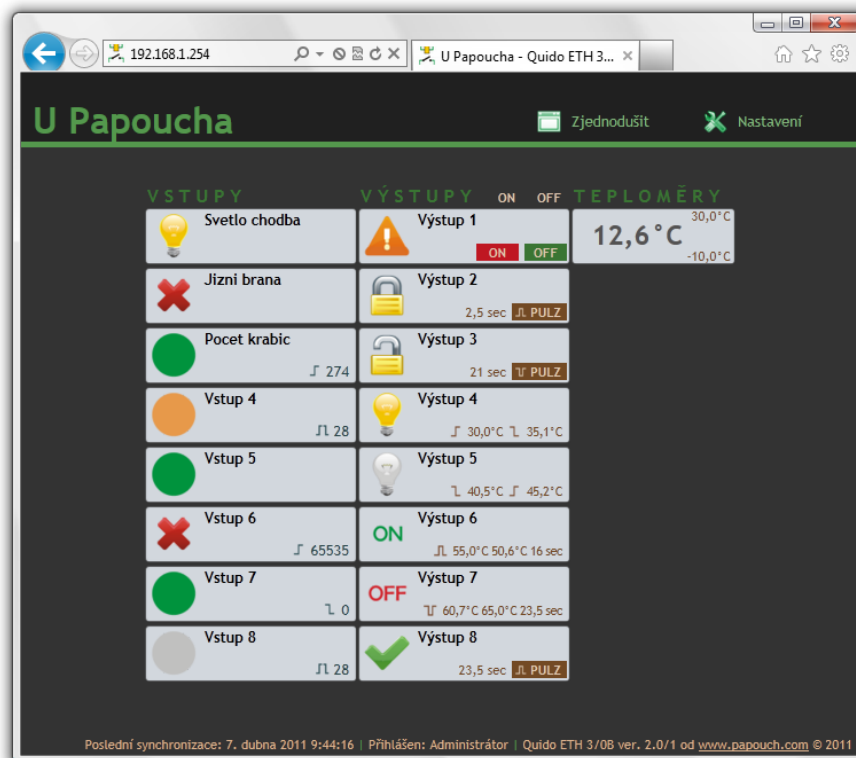 192.168.1.254
U Papoucha - Quido ETH 3...
U Papoucha
Zjednodušit
Nastavení
VSTUPY
VÝSTUPY ON OFF
TEPLOMĚRY
Svetlo chodba
Výstup 1
ON OFF
12,6°C
30,0°C
-10,0°C
Jizni brana
Výstup 2
2,5 sec PULZ
Pocet krabic
274
Výstup 3
21 sec PULZ
Vstup 4
28
Výstup 4
30,0°C 35,1°C
Vstup 5
Výstup 5
40,5°C 45,2°C
Vstup 6
65535
ON
Výstup 6
55,0°C 50,6°C 16 sec
Vstup 7
0
OFF
Výstup 7
60,7°C 65,0°C 23,5 sec
Vstup 8
28
Výstup 8
23,5 sec PULZ
Poslední synchronizace: 7. dubna 2011 9:44:16 | Přihlášen: Administrátor | Quido ETH 3/0B ver. 2.0/1 od www.papouch.com © 2011